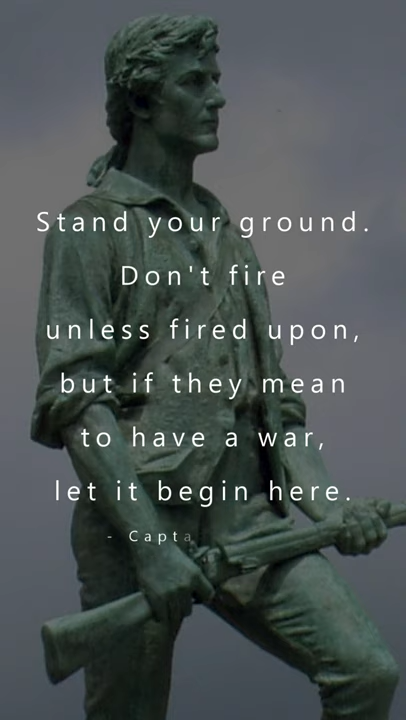 Stand your ground.
Don't fire
unless fired upon,
but if they mean
to have a war,
let it begin here.
- Capta